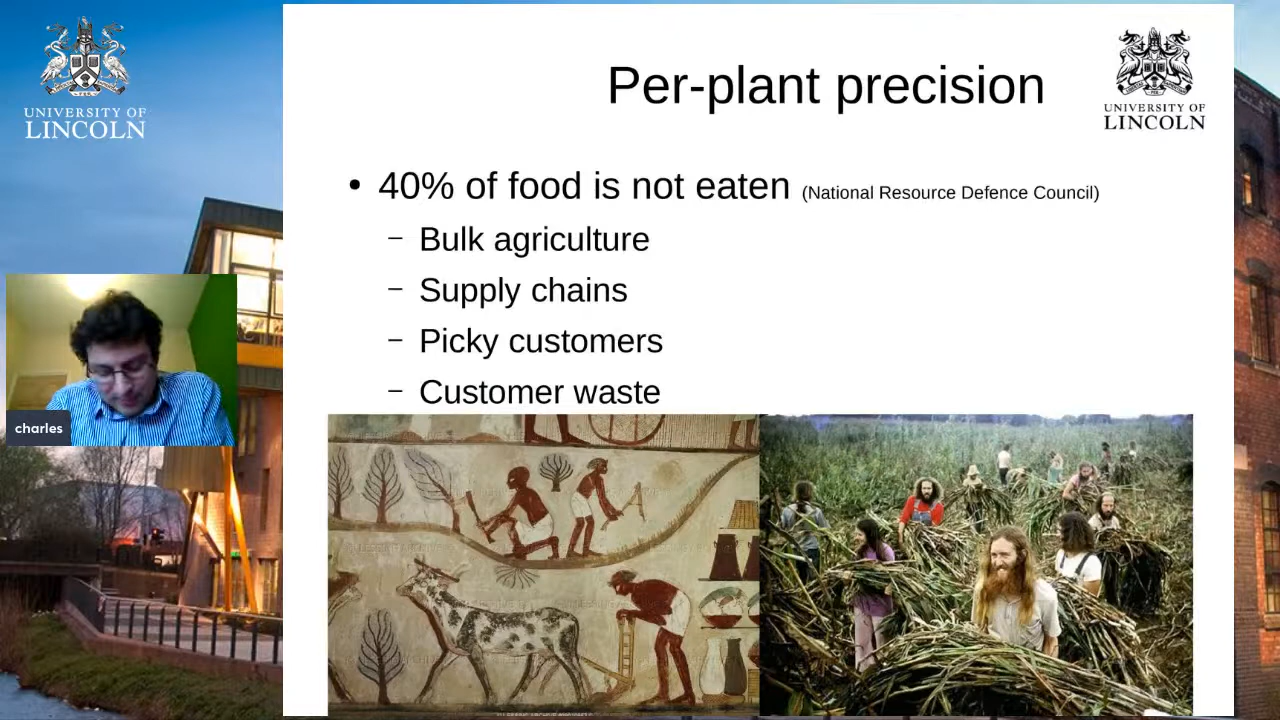 UNIVERSITY OF
LINCOLN
Per-plant precision
UNIVERSITY OF
LINCOLN
• 40% of food is not eaten (National Resource Defence Council)
– Bulk agriculture
– Supply chains
– Picky customers
– Customer waste
charles